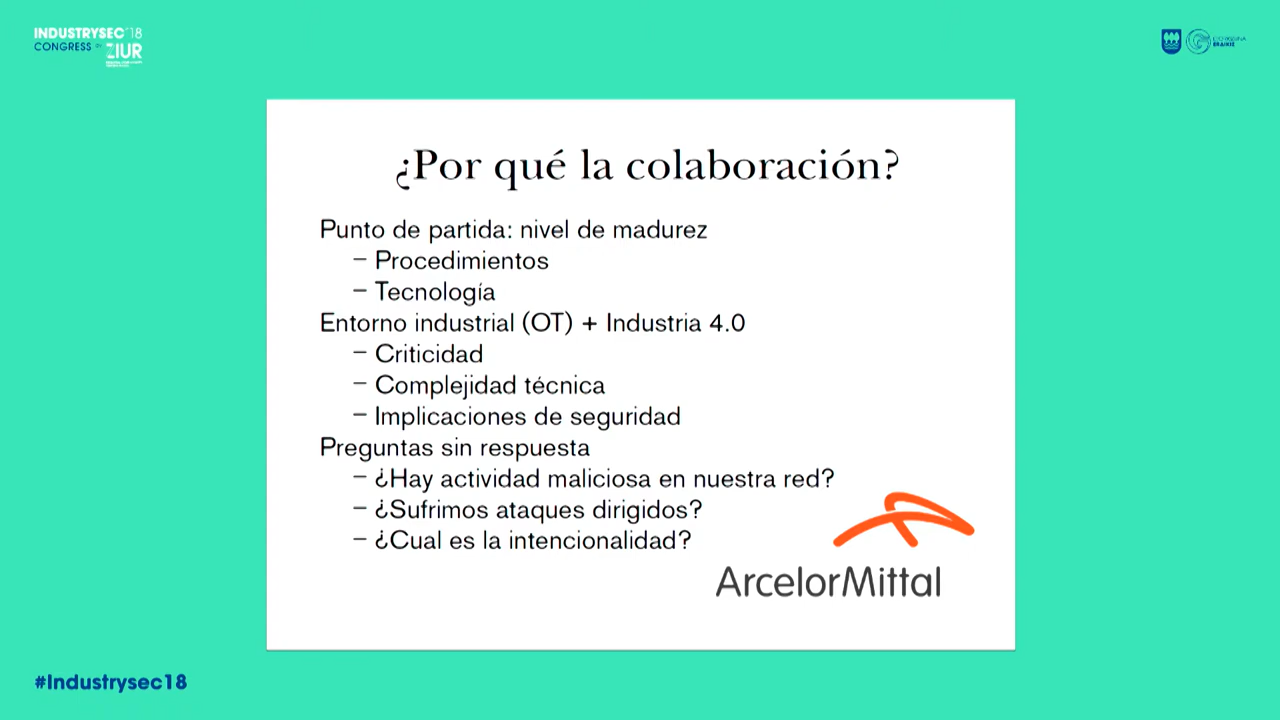 INDUSTRYSEC'18
CONGRESS BY ZIUR
¿Por qué la colaboración?
Punto de partida: nivel de madurez
– Procedimientos
– Tecnología
Entorno industrial (OT) + Industria 4.0
– Criticidad
– Complejidad técnica
– Implicaciones de seguridad
Preguntas sin respuesta
– ¿Hay actividad maliciosa en nuestra red?
– ¿Sufrimos ataques dirigidos?
– ¿Cual es la intencionalidad?
ArcelorMittal
#Industrysec18